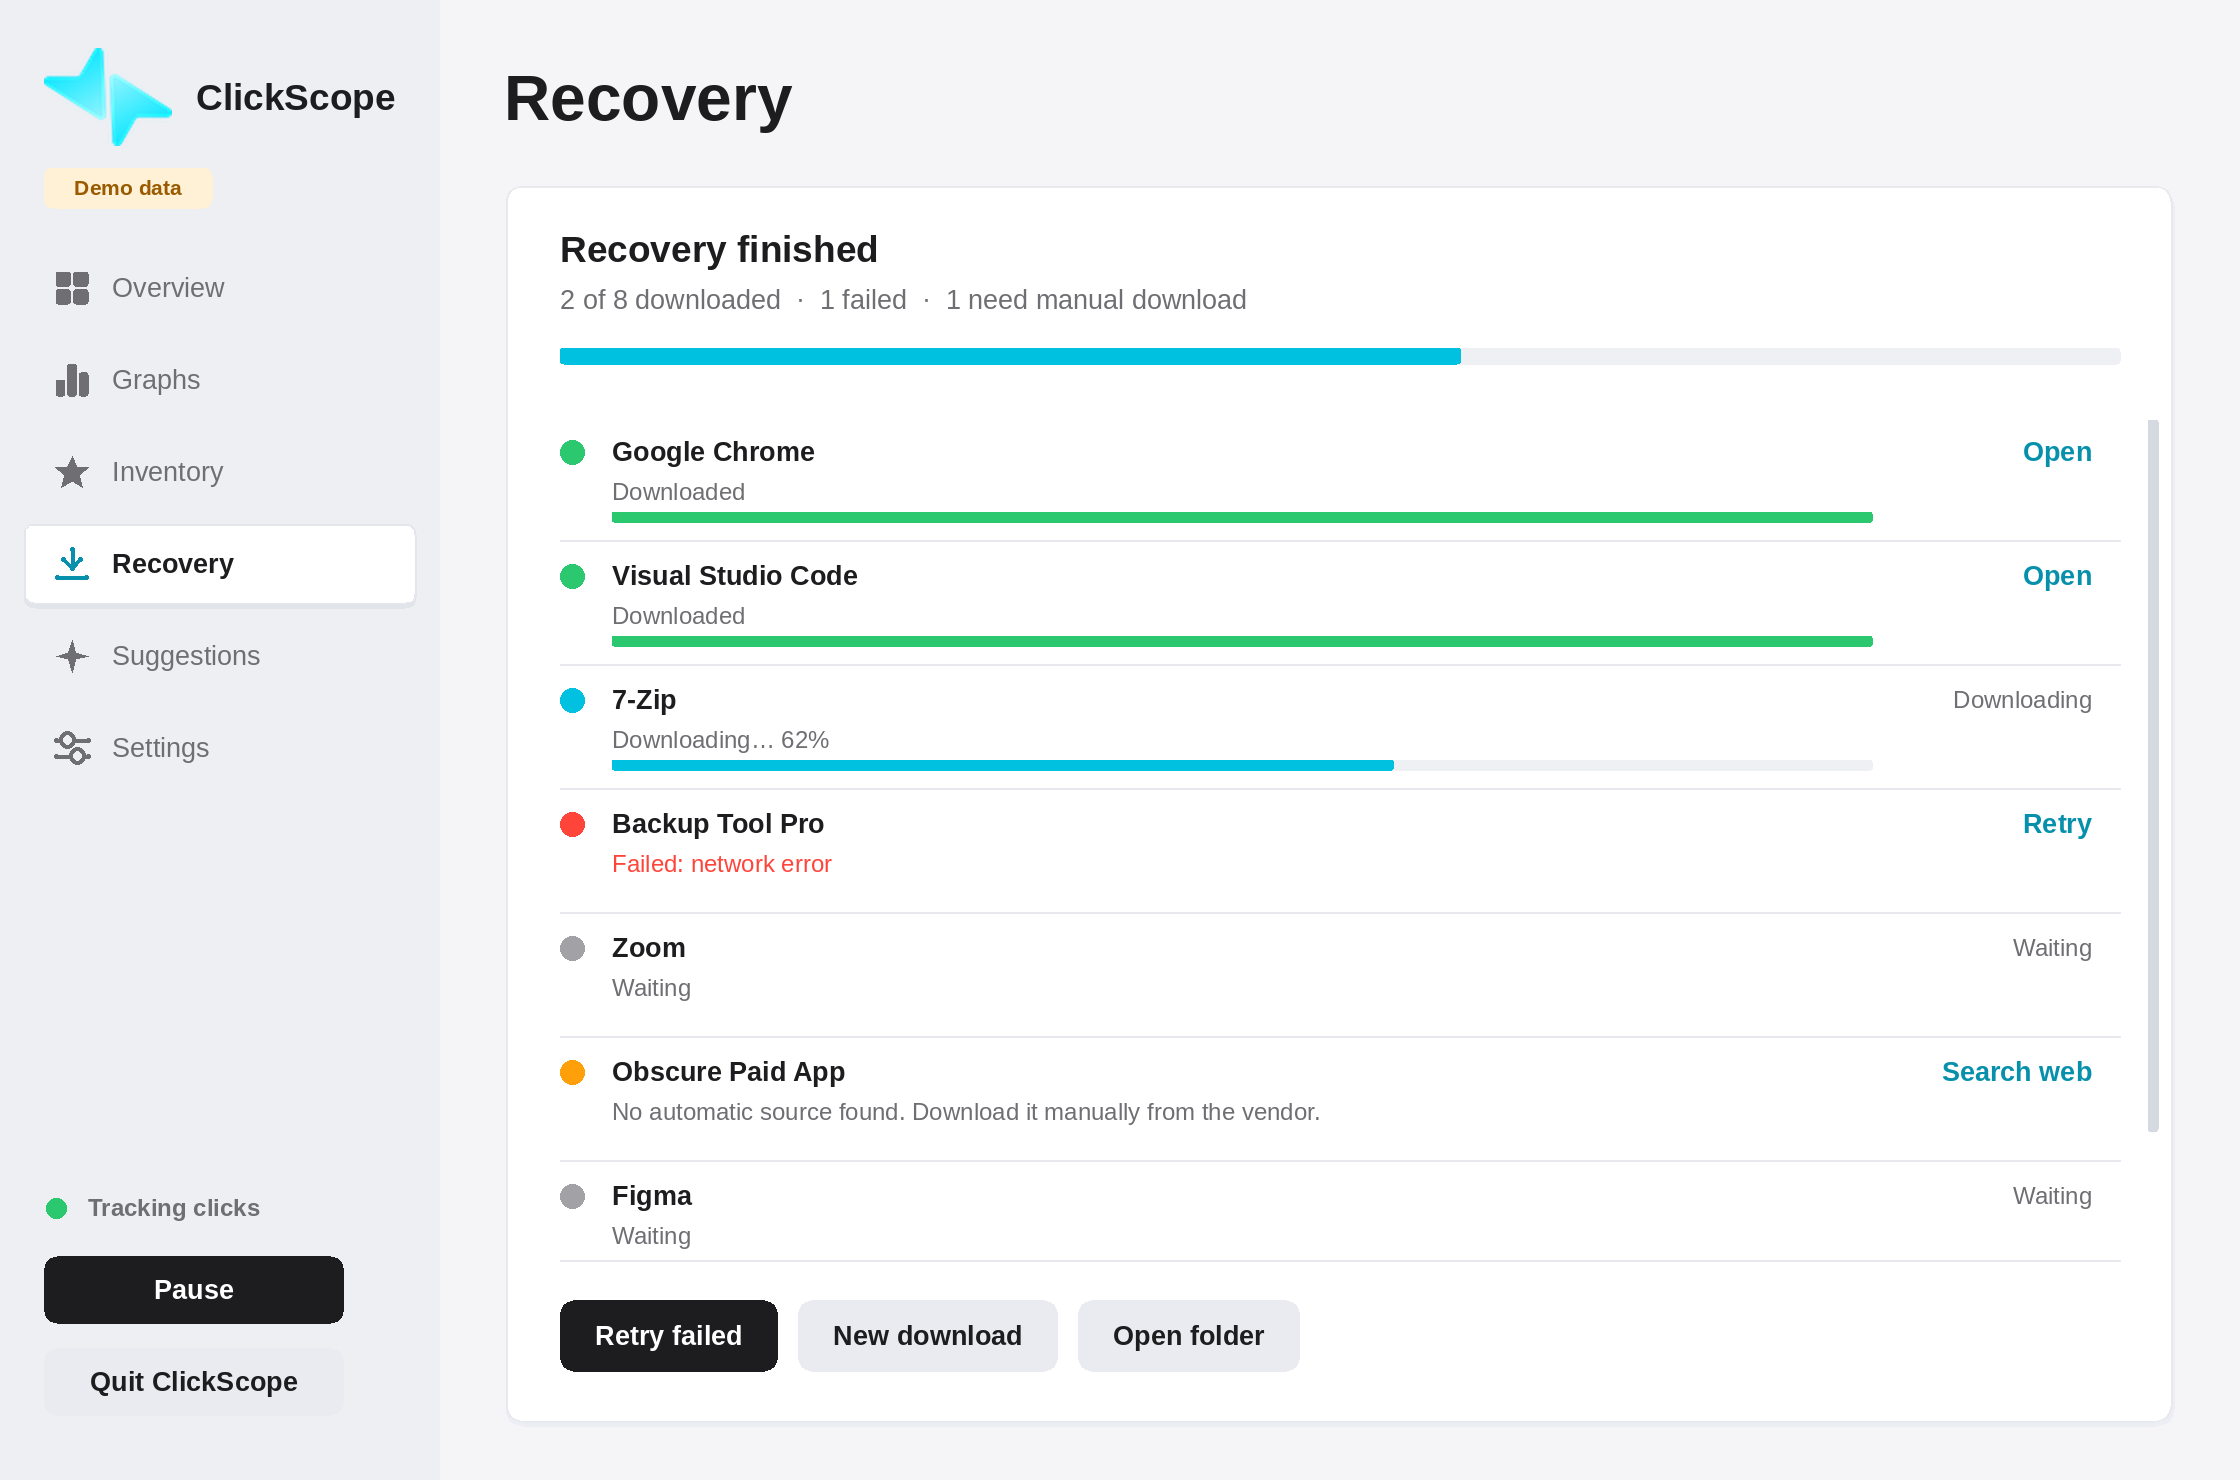 ClickScope
Demo data
Overview
Graphs
Inventory
Recovery
Suggestions
Settings
Tracking clicks
Pause
Quit ClickScope
Recovery
Recovery finished
2 of 8 downloaded · 1 failed · 1 need manual download
Google Chrome
Open
Downloaded
Visual Studio Code
Open
Downloaded
7-Zip
Downloading
Downloading… 62%
Backup Tool Pro
Retry
Failed: network error
Zoom
Waiting
Waiting
Obscure Paid App
Search web
No automatic source found. Download it manually from the vendor.
Figma
Waiting
Waiting
Retry failed
New download
Open folder